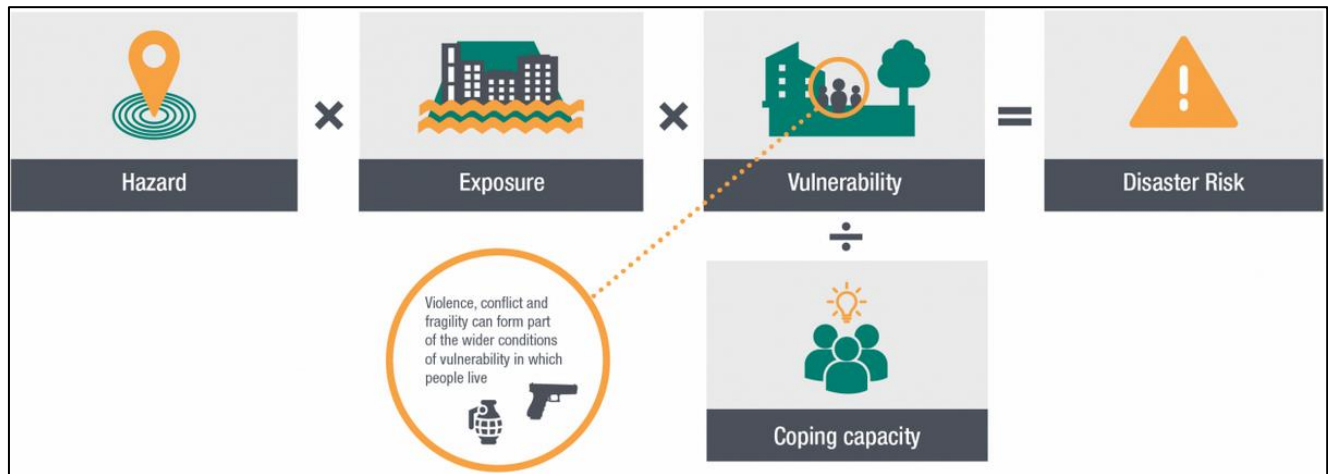 Hazard
×
Exposure
×
Vulnerability
=
Disaster Risk
÷
Violence, conflict and
fragility can form part
of the wider conditions
of vulnerability in which
people live
Coping capacity